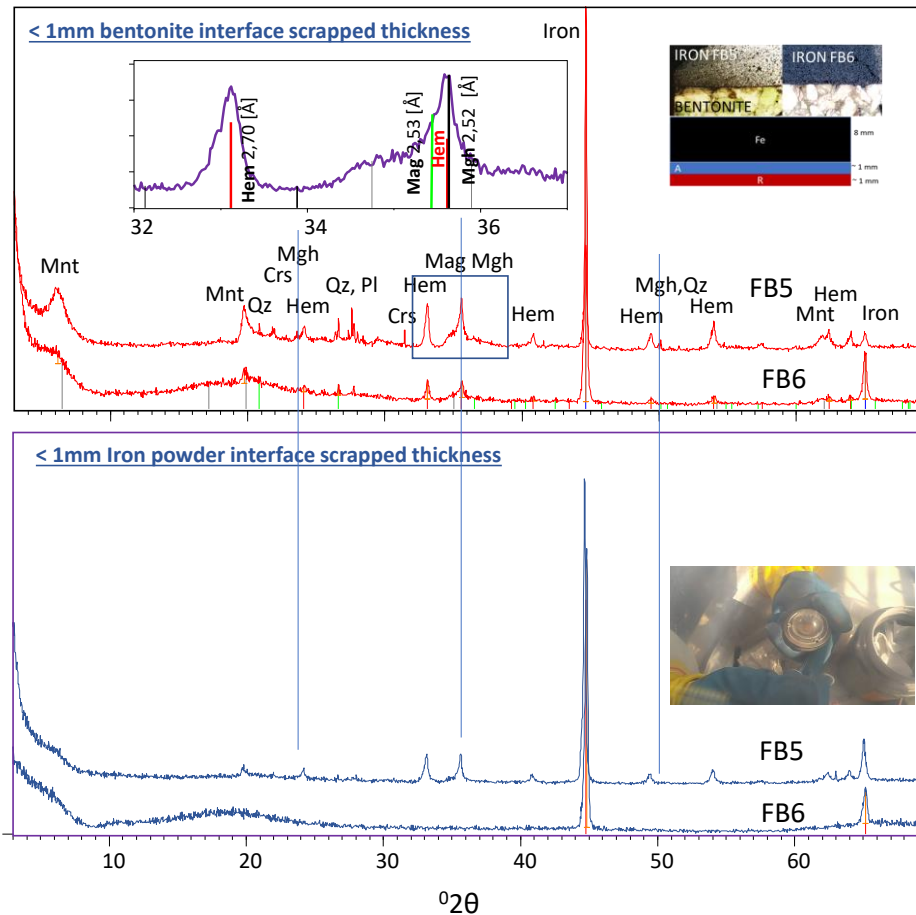 < 1mm bentonite interface scrapped thickness
Iron
IRON FB5
IRON FB6
BENTONITE
Fe
8 mm
A
~ 1 mm
R
~ 1 mm
Hem 2,70 [Å]
Mag 2,53 [Å]
Hem
Mgh 2,52 [Å]
32
34
36
Mnt
Mnt
Qz
Crs
Mgh
Hem
Qz, Pl
Crs
Hem
Mag Mgh
Hem
Mgh,Qz
Hem
Hem
FB5
Hem
Mnt
Iron
FB6
< 1mm Iron powder interface scrapped thickness
FB5
FB6
10
20
30
40
50
60
⁰2θ